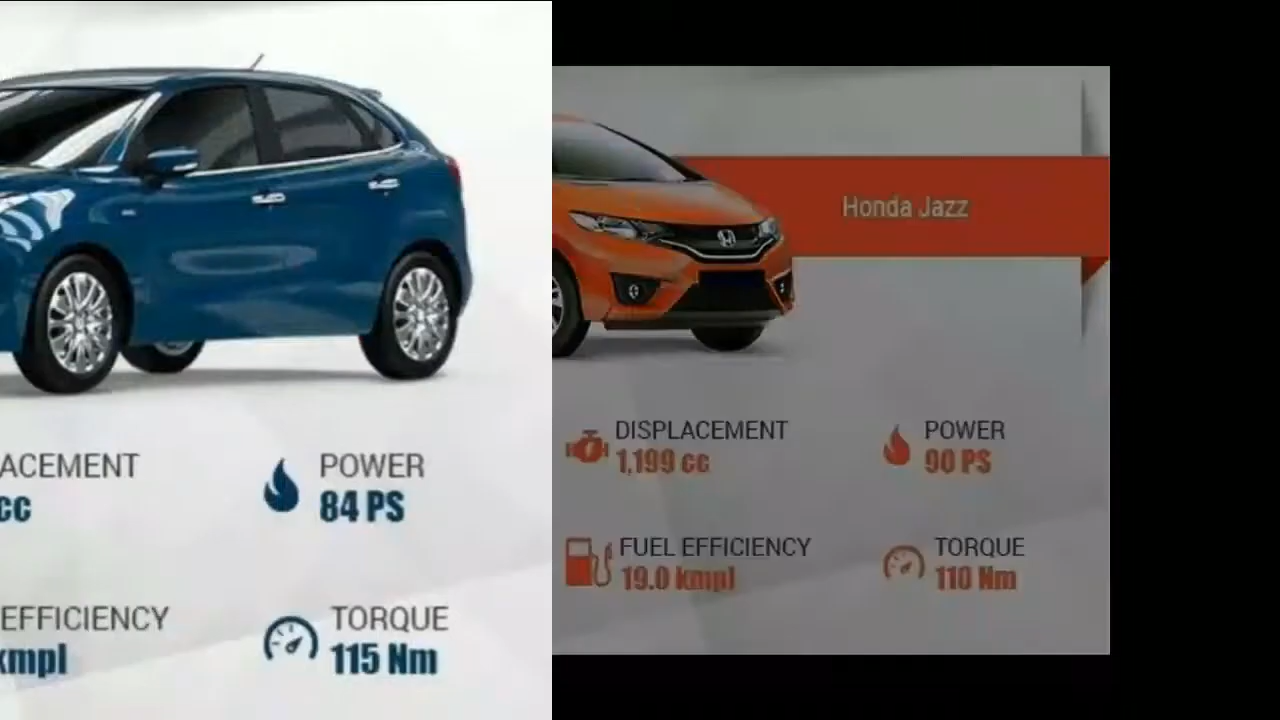 Honda Jazz
ACEMENT
cc
POWER
84 PS
EFFICIENCY
kmpl
TORQUE
115 Nm
DISPLACEMENT
1,199 cc
POWER
90 PS
FUEL EFFICIENCY
19.0 kmpl
TORQUE
110 Nm